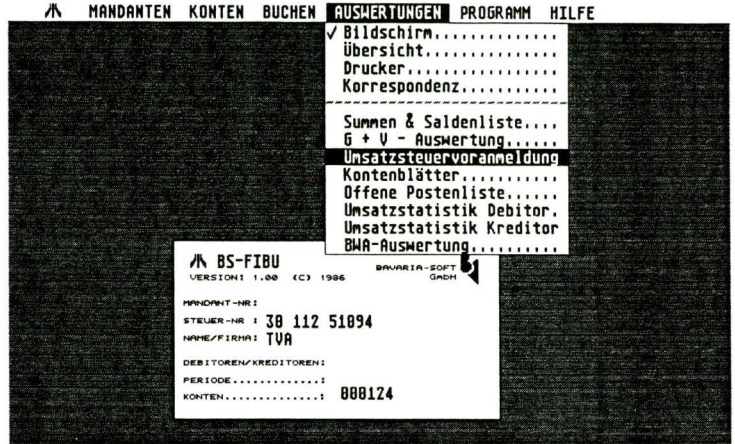 MANDANTEN KONTEN BUCHEN AUSWERTUNGEN PROGRAMM HILFE
✓ Bildschirm..............
Übersicht..............
Drucker................
Korrespondenz..........
Summen & Saldenliste....
G + V - Auswertung......
Umsatzsteuervoranmeldung
Kontenblätter...........
Offene Postenliste......
Umsatzstatistik Debitor.
Umsatzstatistik Kreditor
BWA-Auswertung..........
BS-FIBU
BAVARIA-SOFT
VERSION: 1.00 (C) 1986 GMBH
MANDANT-NR:
STEUER-NR : 30 112 51094
NAME/FIRMA: TVA
DEBITOREN/KREDITOREN:
PERIODE.............:
KONTEN..............: 000124